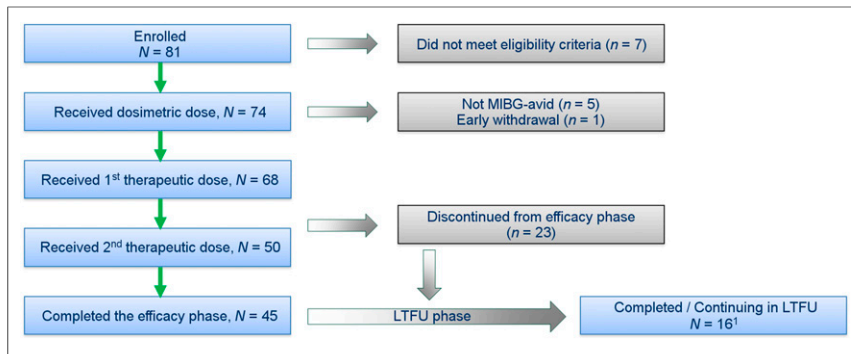 Enrolled
N = 81
Did not meet eligibility criteria (n = 7)
Received dosimetric dose, N = 74
Not MIBG-avid (n = 5)
Early withdrawal (n = 1)
Received 1st therapeutic dose, N = 68
Discontinued from efficacy phase
(n = 23)
Received 2nd therapeutic dose, N = 50
Completed the efficacy phase, N = 45
LTFU phase
Completed / Continuing in LTFU
N = 16¹